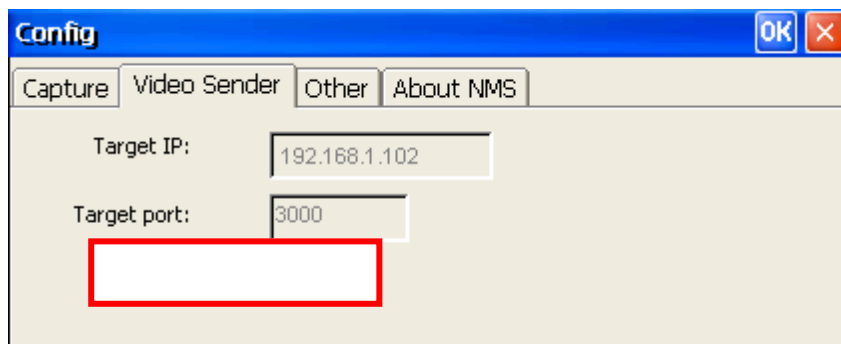 Config OK
Capture Video Sender Other About NMS
Target IP: 192.168.1.102
Target port: 3000